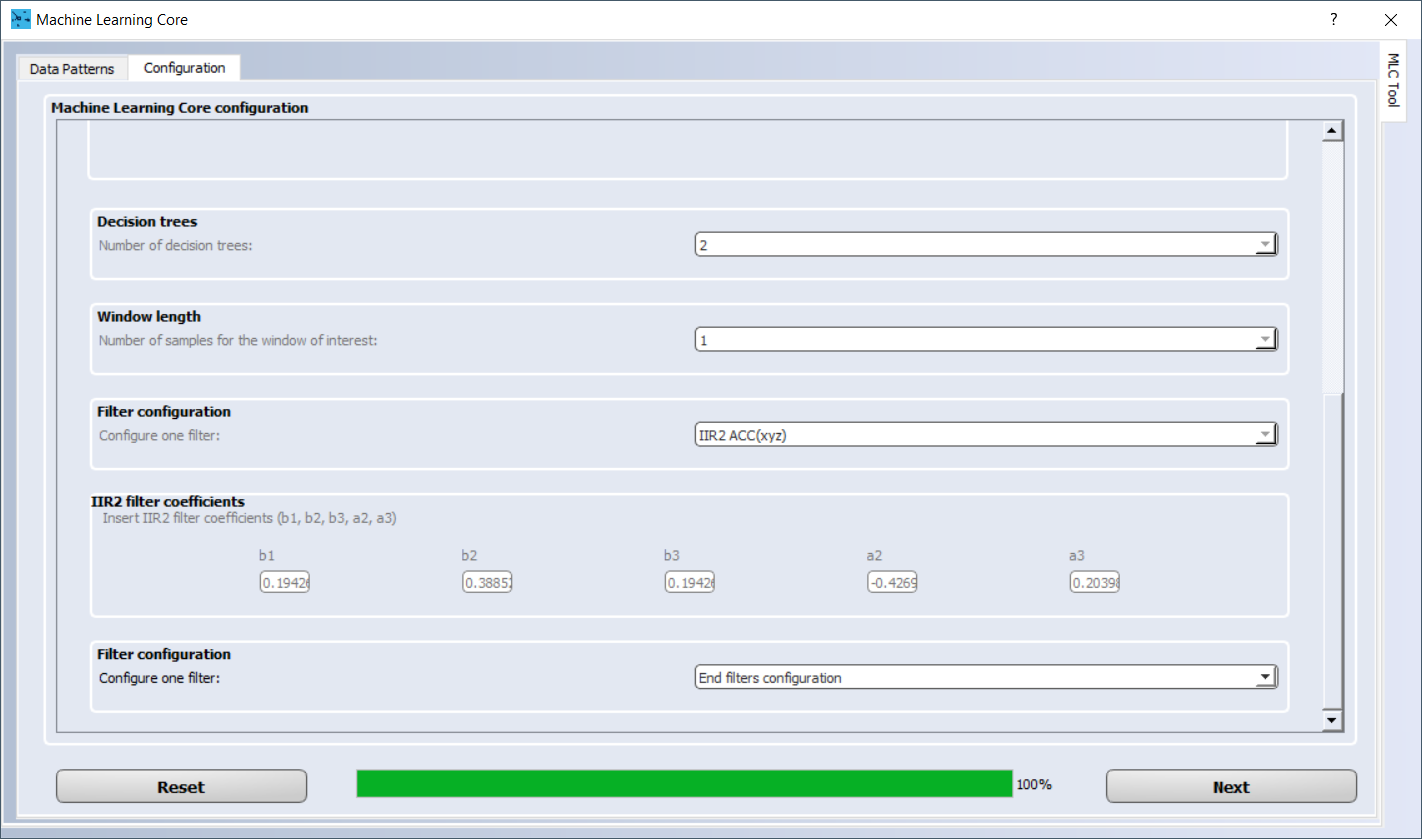 Machine Learning Core
?
MLC Tool
Data Patterns
Configuration
Machine Learning Core configuration
Decision trees
Number of decision trees:
2
Window length
Number of samples for the window of interest:
1
Filter configuration
Configure one filter:
IIR2 ACC(xyz)
IIR2 filter coefficients
Insert IIR2 filter coefficients (b1, b2, b3, a2, a3)
b1 b2 b3 a2 a3
0.19426 0.38852 0.19426 -0.4269 0.20398
Filter configuration
Configure one filter:
End filters configuration
Reset
100%
Next